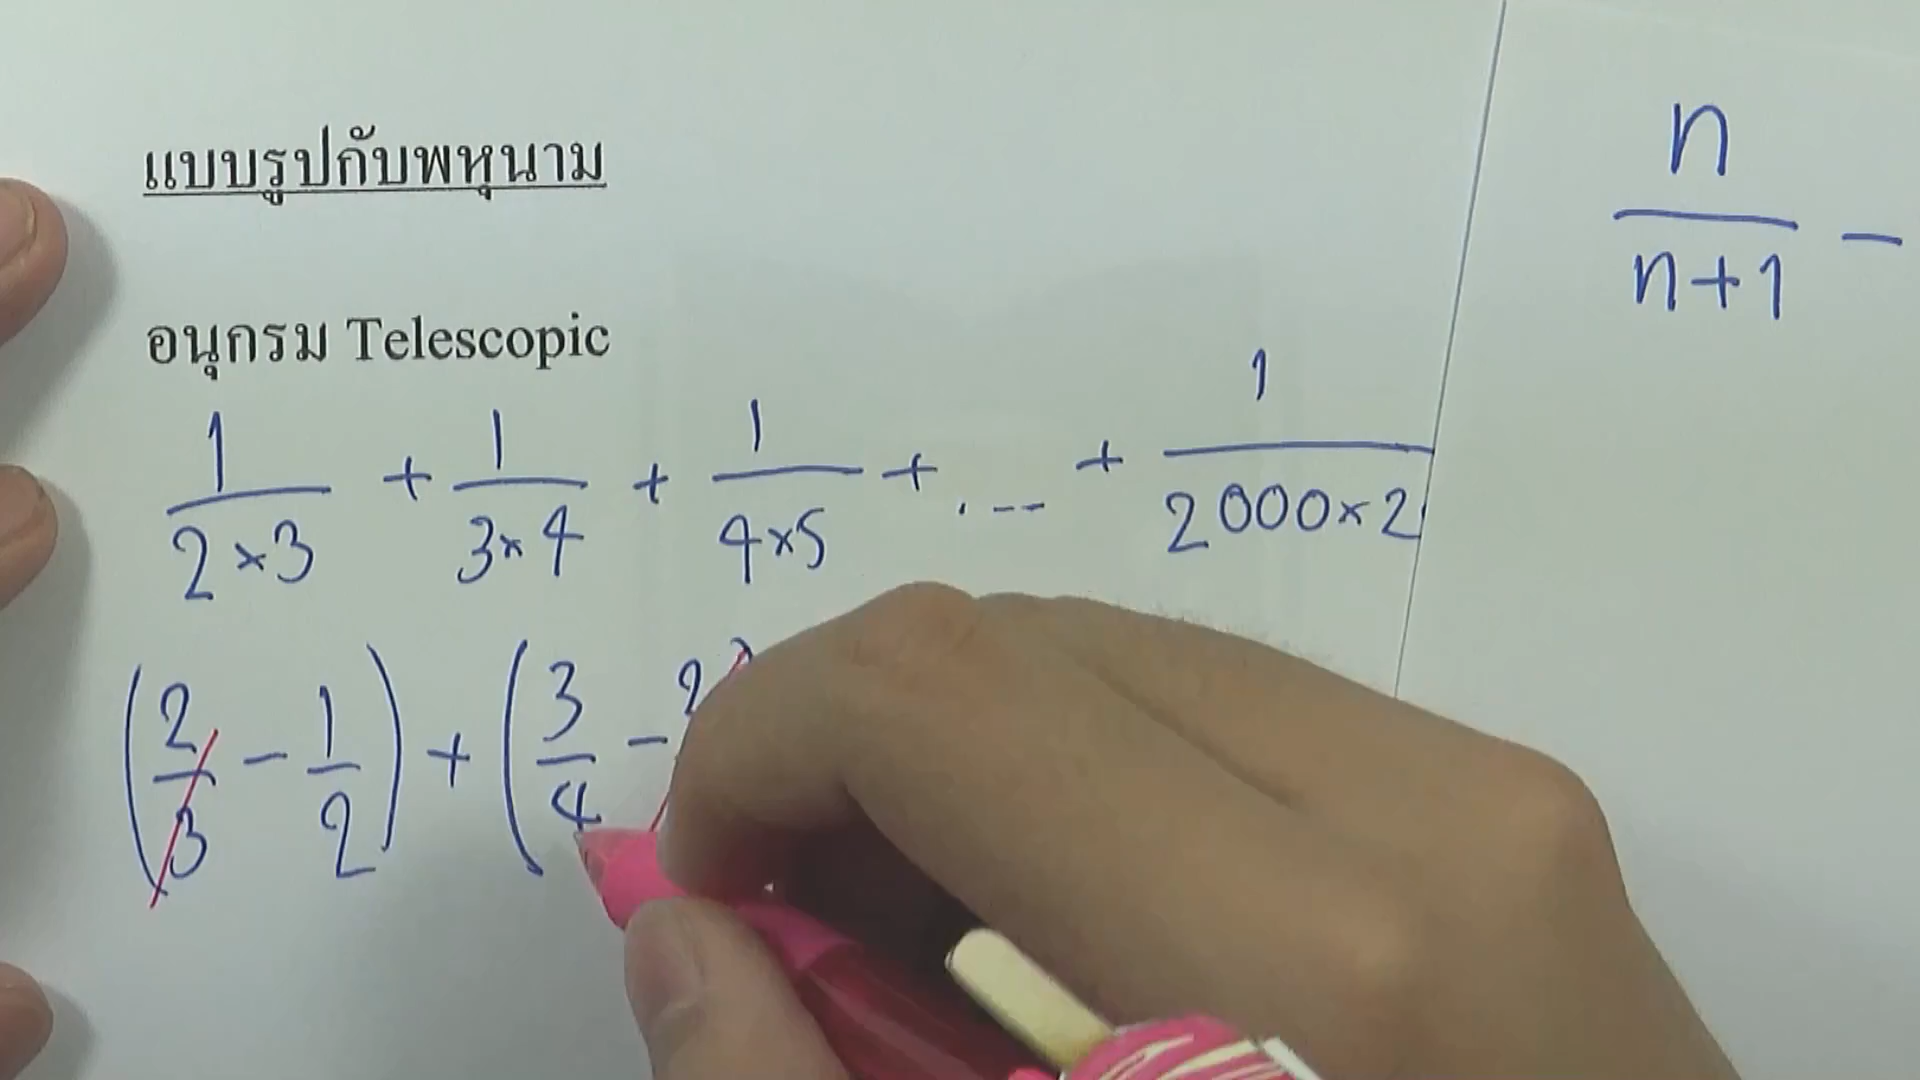 แบบรูปกับพหุนาม
อนุกรม Telescopic
1/(2×3) + 1/(3×4) + 1/(4×5) + ... + 1/(2000×2
(2/3 - 1/2) + (3/4 - 2
n/(n+1) -